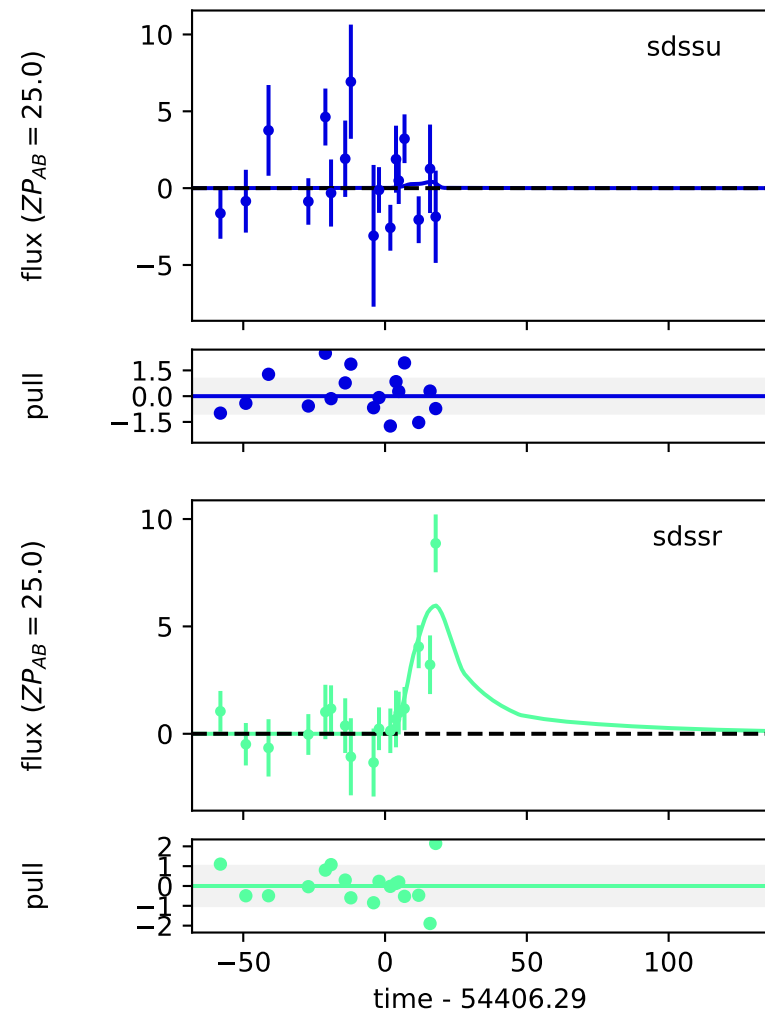 sdssu
flux ($ZP_{AB}$ = 25.0)
10
5
0
−5
pull
1.5
0.0
−1.5
sdssr
flux ($ZP_{AB}$ = 25.0)
10
5
0
pull
2
1
0
−1
−2
−50 0 50 100
time - 54406.29